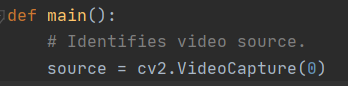 def main():
    # Identifies video source.
    source = cv2.VideoCapture(0)